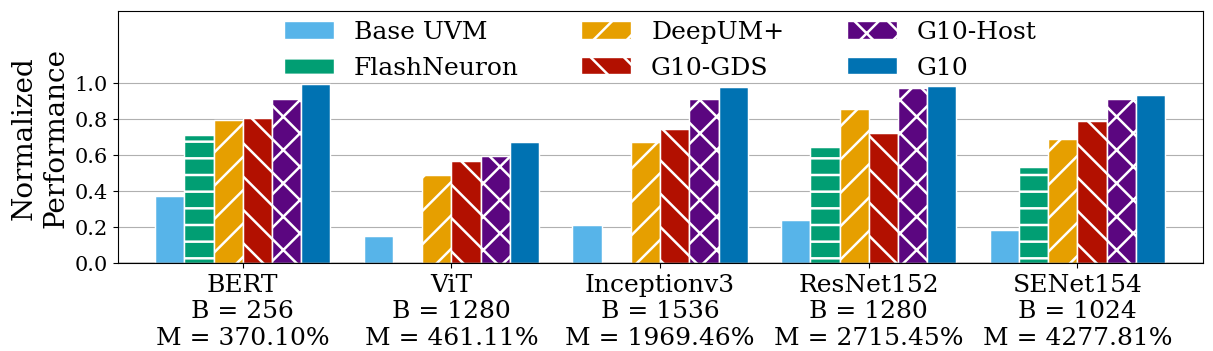 Base UVM
DeepUM+
G10-Host
FlashNeuron
G10-GDS
G10
Normalized
Performance
1.0
0.8
0.6
0.4
0.2
0.0
BERT
ViT
Inceptionv3
ResNet152
SENet154
B = 256
B = 1280
B = 1536
B = 1280
B = 1024
M = 370.10%
M = 461.11%
M = 1969.46%
M = 2715.45%
M = 4277.81%